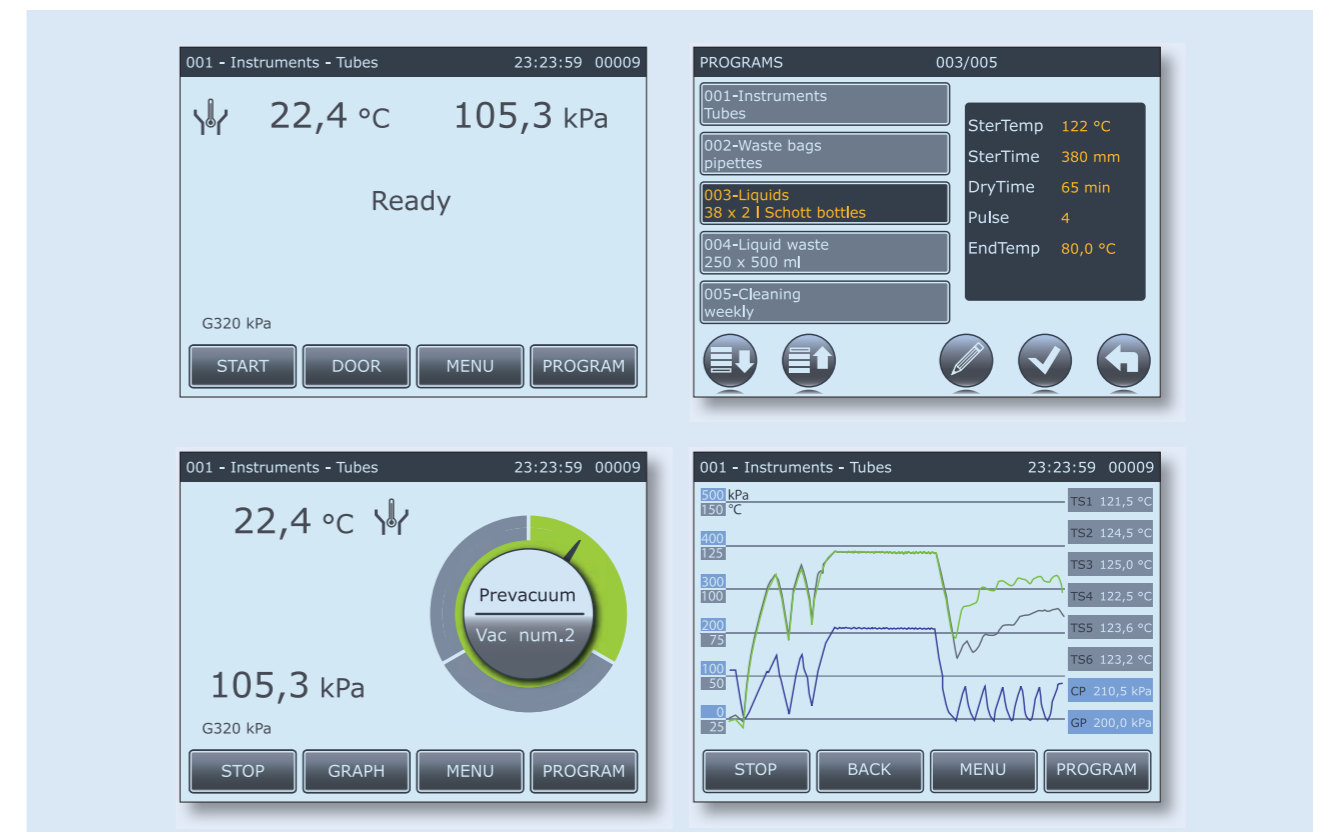 001 - Instruments - Tubes 23:23:59 00009
22,4 °C 105,3 kPa
Ready
G320 kPa
START DOOR MENU PROGRAM
PROGRAMS 003/005
001-Instruments
Tubes
002-Waste bags
pipettes
003-Liquids
38 x 2 l Schott bottles
004-Liquid waste
250 x 500 ml
005-Cleaning
weekly
SterTemp 122 °C
SterTime 380 mm
DryTime 65 min
Pulse 4
EndTemp 80,0 °C
001 - Instruments - Tubes 23:23:59 00009
22,4 °C
Prevacuum
Vac num.2
105,3 kPa
G320 kPa
STOP GRAPH MENU PROGRAM
001 - Instruments - Tubes 23:23:59 00009
500 kPa
150 °C
400
125
300
100
200
75
100
50
0
25
TS1 121,5 °C
TS2 124,5 °C
TS3 125,0 °C
TS4 122,5 °C
TS5 123,6 °C
TS6 123,2 °C
CP 210,5 kPa
GP 200,0 kPa
STOP BACK MENU PROGRAM